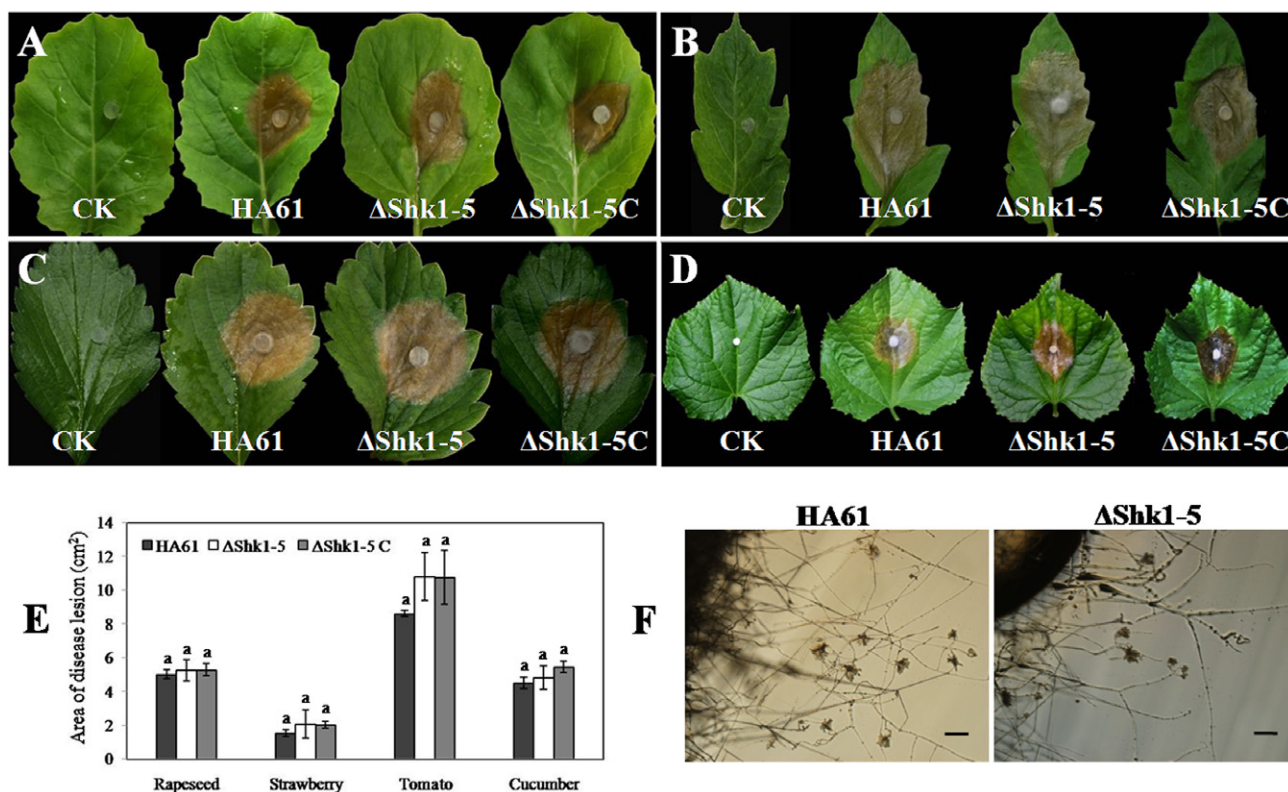 A
CK HA61 ΔShk1-5 ΔShk1-5C
B
CK HA61 ΔShk1-5 ΔShk1-5C
C
CK HA61 ΔShk1-5 ΔShk1-5C
D
CK HA61 ΔShk1-5 ΔShk1-5C
E
Area of disease lesion (cm²)
14
12
10
8
6
4
2
0
HA61 ΔShk1-5 ΔShk1-5 C
a a a a a a a a a a a a
Rapeseed Strawberry Tomato Cucumber
F
HA61 ΔShk1-5